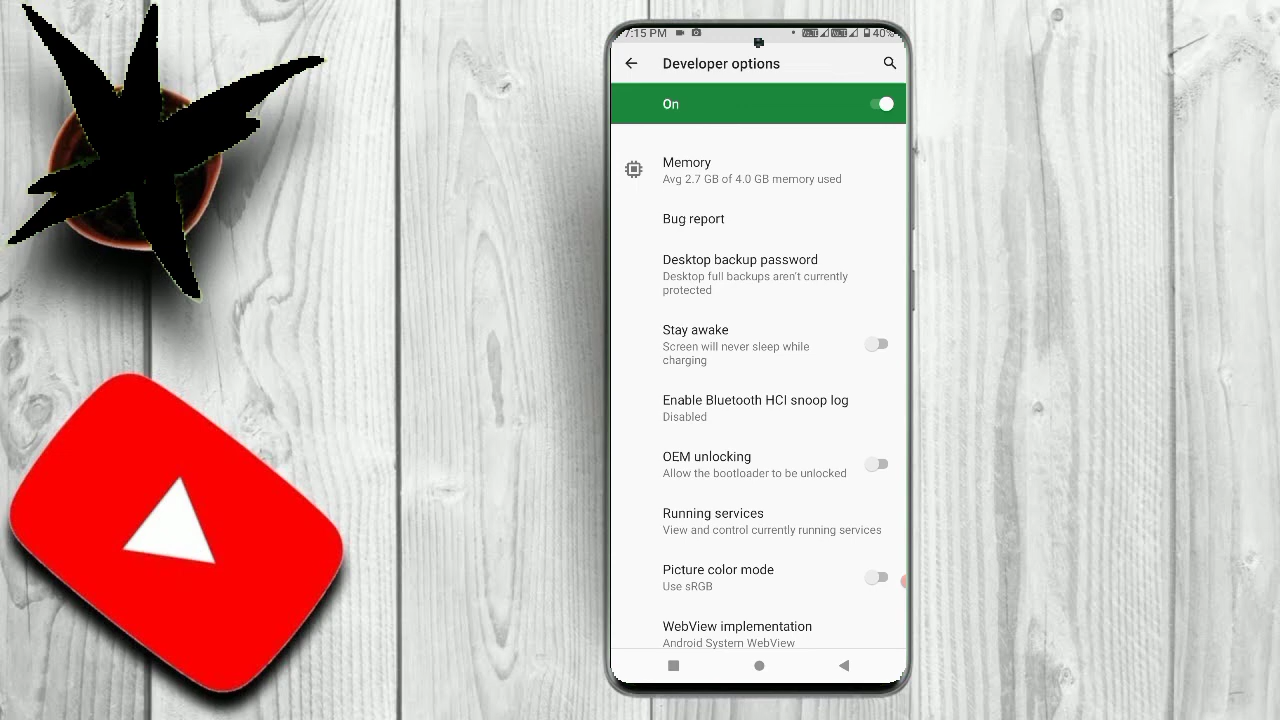 7:15 PM 40%
Developer options
On
Memory
Avg 2.7 GB of 4.0 GB memory used
Bug report
Desktop backup password
Desktop full backups aren't currently
protected
Stay awake
Screen will never sleep while
charging
Enable Bluetooth HCI snoop log
Disabled
OEM unlocking
Allow the bootloader to be unlocked
Running services
View and control currently running services
Picture color mode
Use sRGB
WebView implementation
Android System WebView